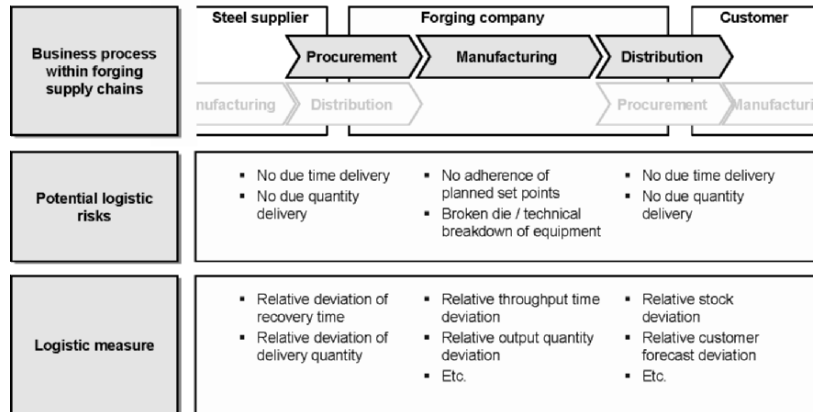 Steel supplier
Forging company
Customer
Business process
within forging
supply chains
Procurement
Manufacturing
Distribution
nufacturing
Distribution
Procurement
Manufacturi
Potential logistic
risks
▪ No due time delivery
▪ No due quantity
delivery
▪ No adherence of
planned set points
▪ Broken die / technical
breakdown of equipment
▪ No due time delivery
▪ No due quantity
delivery
Logistic measure
▪ Relative deviation of
recovery time
▪ Relative deviation of
delivery quantity
▪ Relative throughput time
deviation
▪ Relative output quantity
deviation
▪ Etc.
▪ Relative stock
deviation
▪ Relative customer
forecast deviation
▪ Etc.